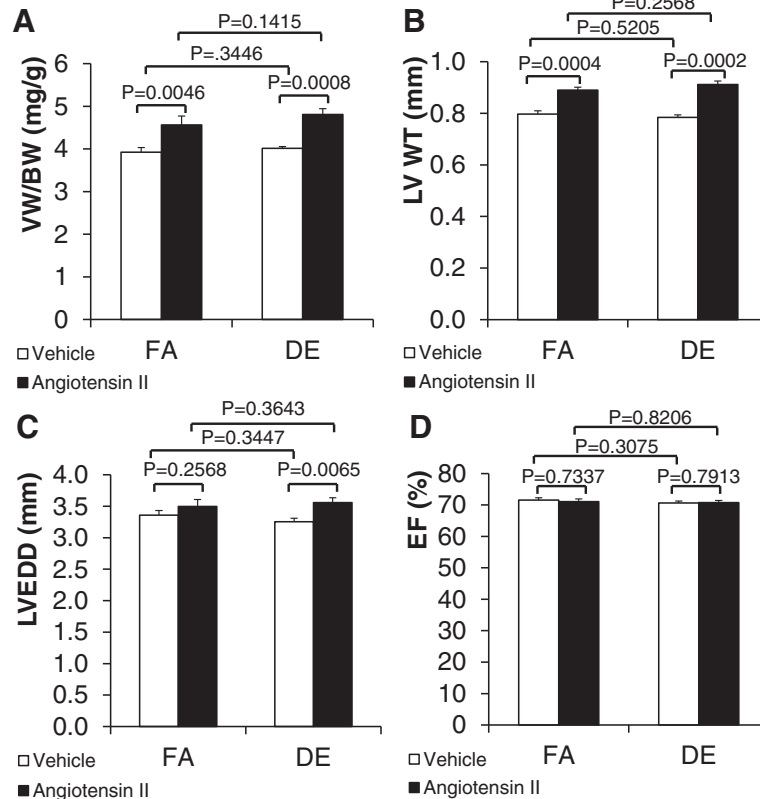 A
P=0.1415
P=.3446
P=0.0046
P=0.0008
VW/BW (mg/g)
6
5
4
3
2
1
0
FA
DE
Vehicle
Angiotensin II
B
P=0.2568
P=0.5205
P=0.0004
P=0.0002
LV WT (mm)
1.0
0.8
0.6
0.4
0.2
0.0
FA
DE
Vehicle
Angiotensin II
C
P=0.3643
P=0.3447
P=0.2568
P=0.0065
LVEDD (mm)
4.0
3.5
3.0
2.5
2.0
1.5
1.0
0.5
0.0
FA
DE
Vehicle
Angiotensin II
D
P=0.8206
P=0.3075
P=0.7337
P=0.7913
EF (%)
80
70
60
50
40
30
20
10
0
FA
DE
Vehicle
Angiotensin II